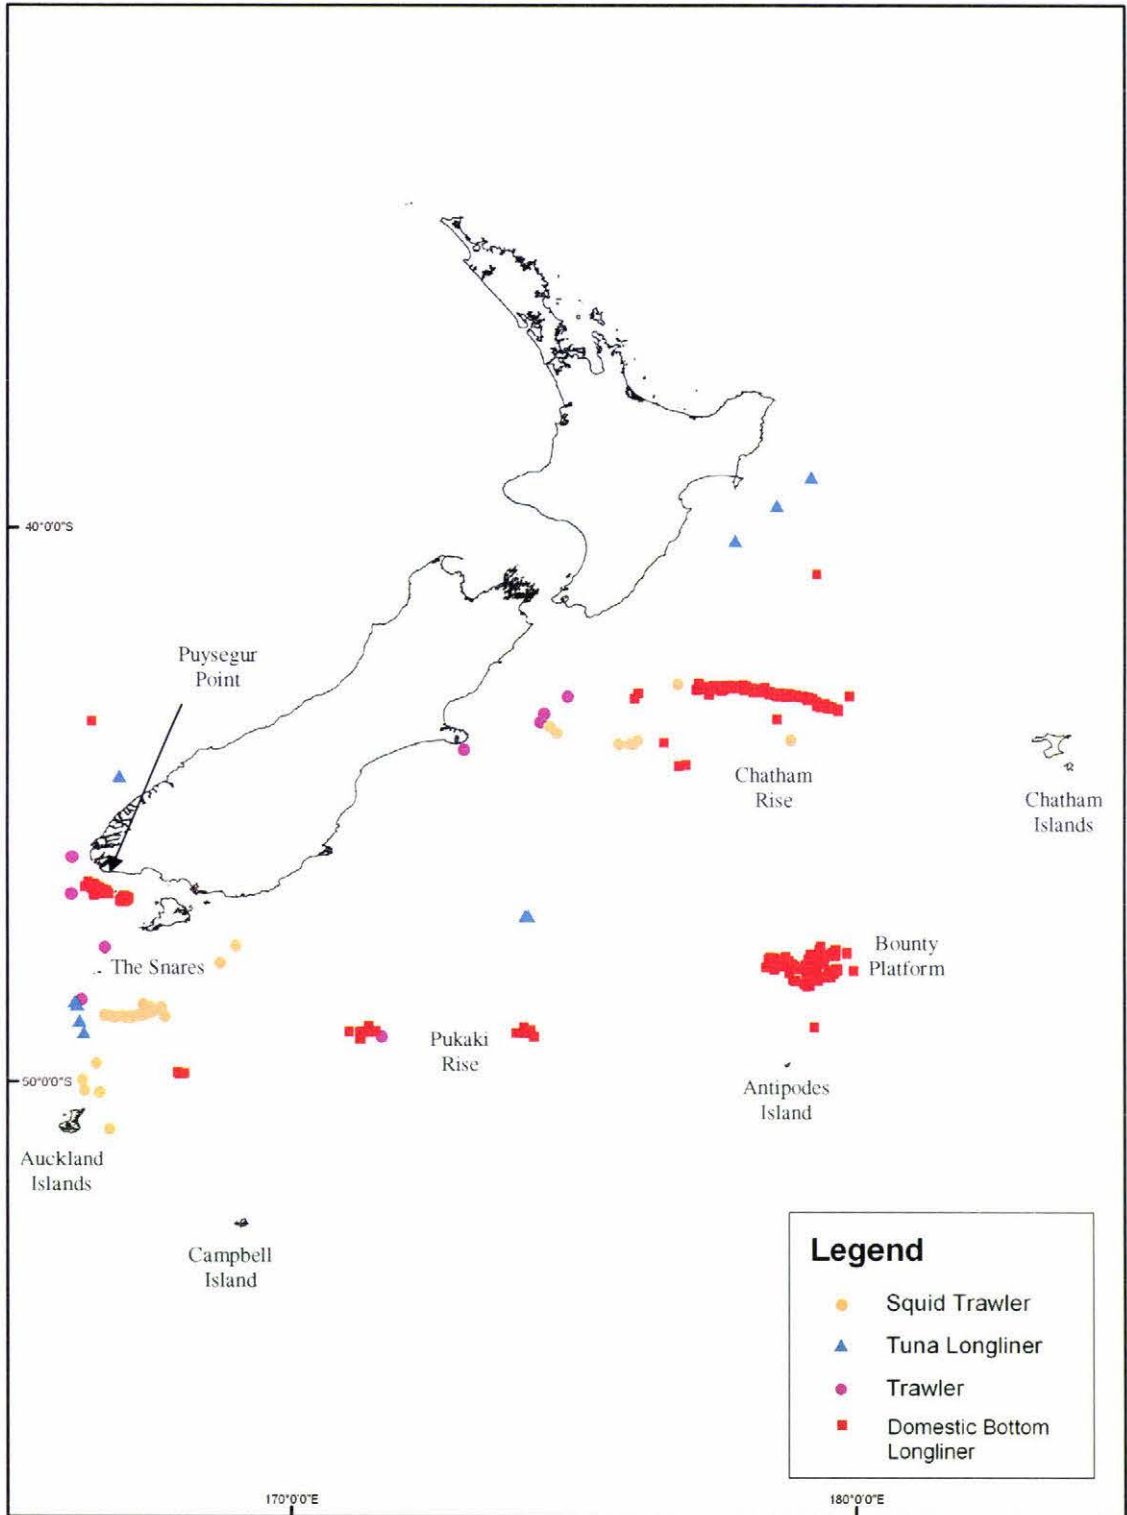 40°0'0"S
Puysegur
Point
Chatham
Rise
Chatham
Islands
The Snares
Bounty
Platform
Pukaki
Rise
50°0'0"S
Antipodes
Island
Auckland
Islands
Campbell
Island
Legend
Squid Trawler
Tuna Longliner
Trawler
Domestic Bottom
Longliner
170°0'0"E
180°0'0"E